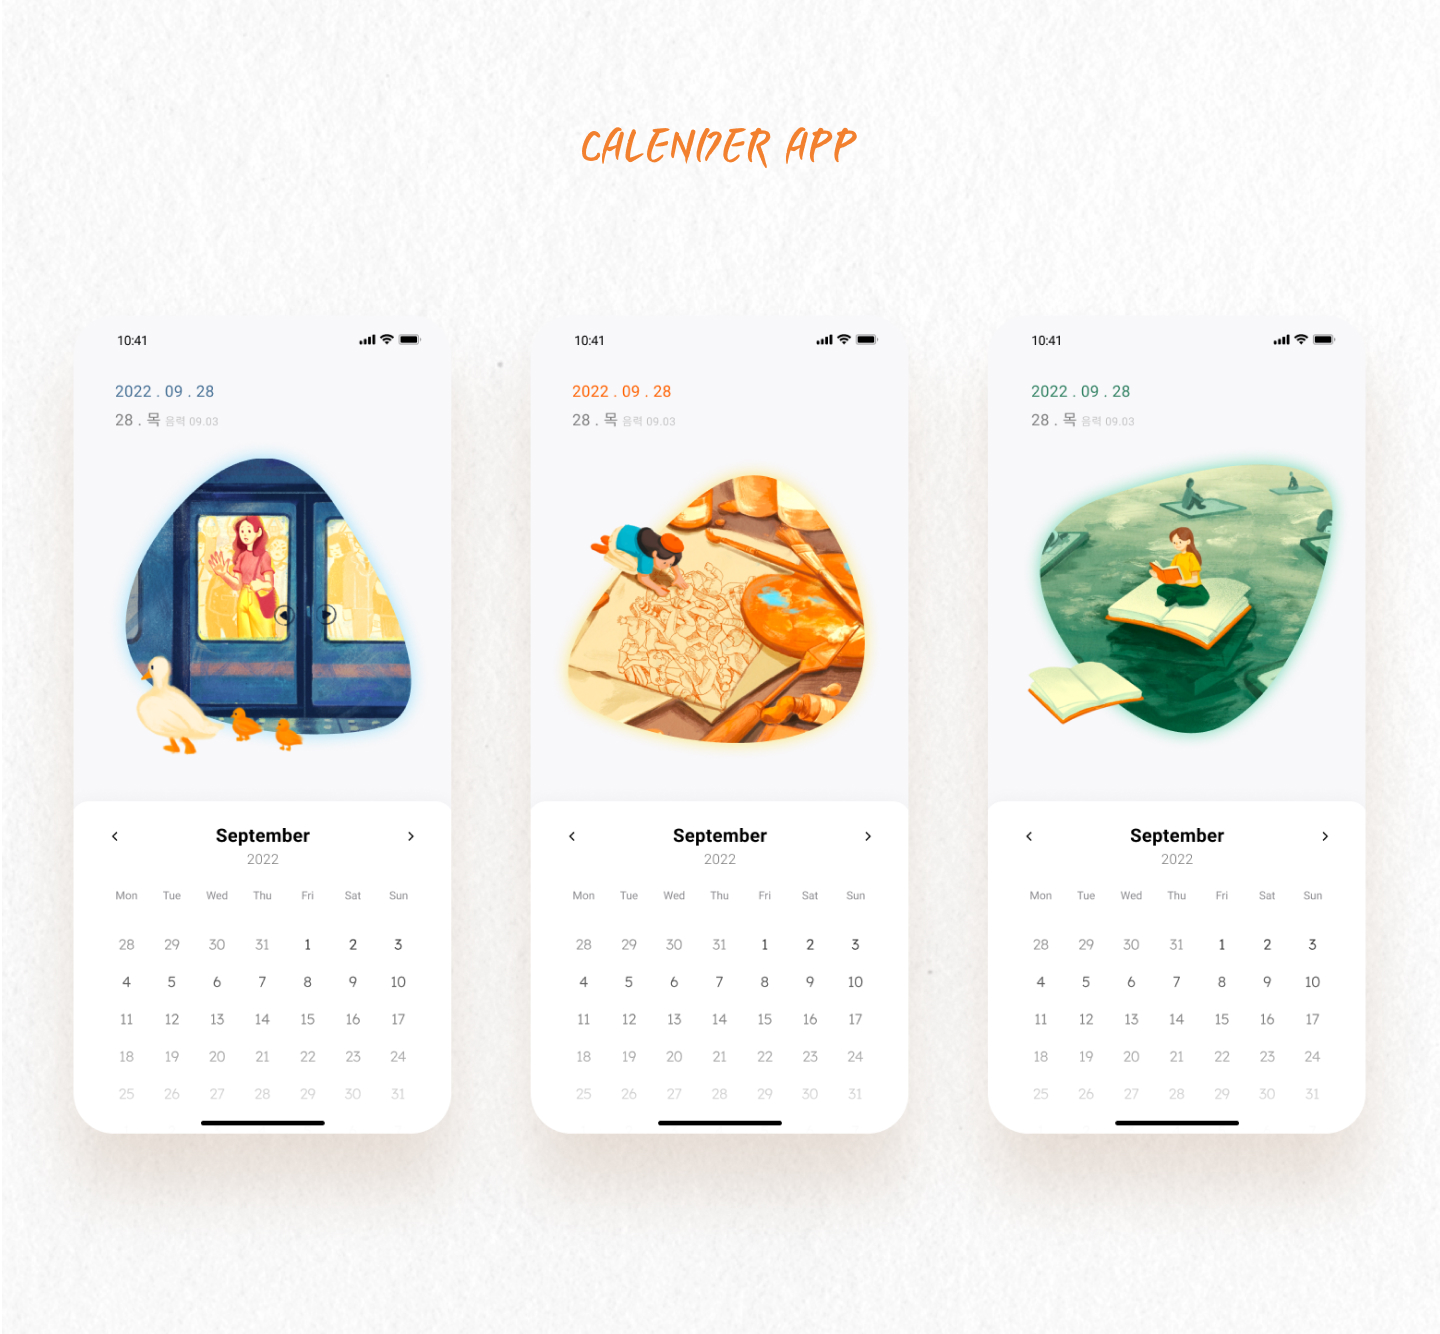 CALENDER APP
10:41
2022 . 09 . 28
28 . 목 음력 09.03
September
2022
Mon Tue Wed Thu Fri Sat Sun
28 29 30 31 1 2 3
4 5 6 7 8 9 10
11 12 13 14 15 16 17
18 19 20 21 22 23 24
25 26 27 28 29 30 31
10:41
2022 . 09 . 28
28 . 목 음력 09.03
September
2022
Mon Tue Wed Thu Fri Sat Sun
28 29 30 31 1 2 3
4 5 6 7 8 9 10
11 12 13 14 15 16 17
18 19 20 21 22 23 24
25 26 27 28 29 30 31
10:41
2022 . 09 . 28
28 . 목 음력 09.03
September
2022
Mon Tue Wed Thu Fri Sat Sun
28 29 30 31 1 2 3
4 5 6 7 8 9 10
11 12 13 14 15 16 17
18 19 20 21 22 23 24
25 26 27 28 29 30 31